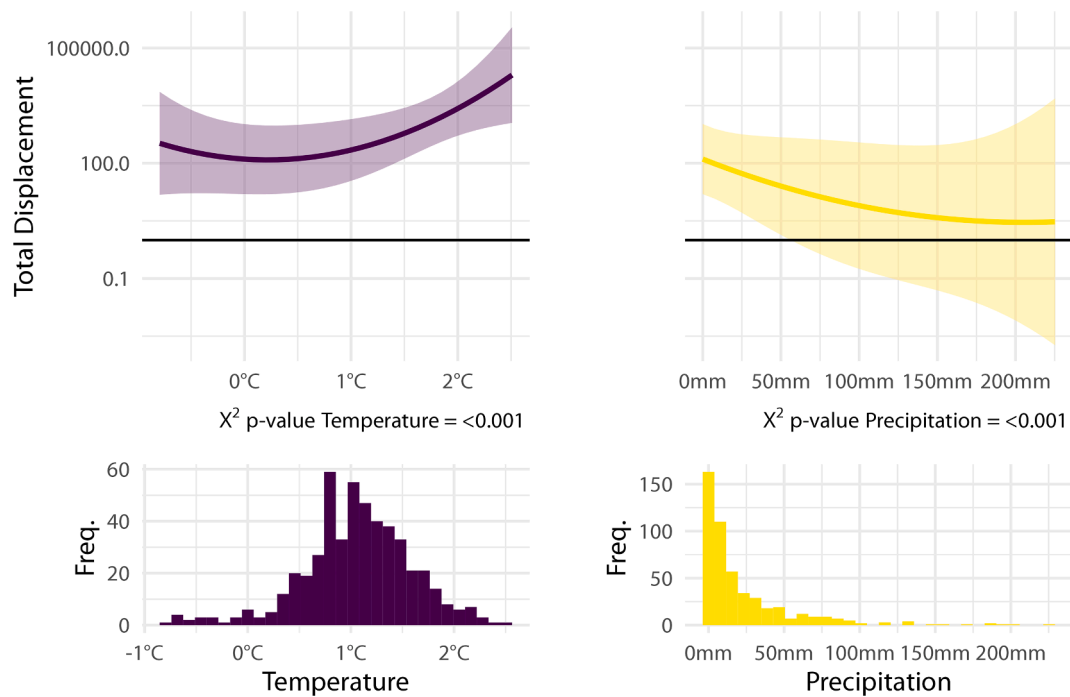 Total Displacement
100000.0
100.0
0.1
0°C 1°C 2°C
X² p-value Temperature = <0.001
0mm 50mm 100mm 150mm 200mm
X² p-value Precipitation = <0.001
Freq.
60
40
20
0
-1°C 0°C 1°C 2°C
Temperature
Freq.
150
100
50
0
0mm 50mm 100mm 150mm 200mm
Precipitation